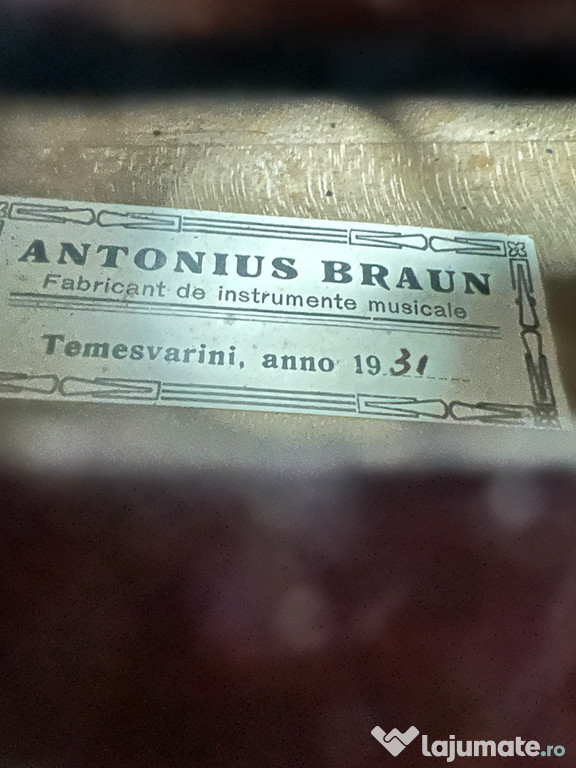 ANTONIUS BRAUN
Fabricant de instrumente musicale
Temesvarini, anno 1931
lajumate.ro